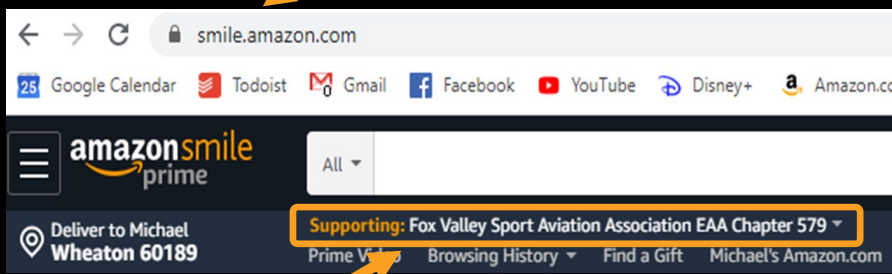 smile.amazon.com
25 Google Calendar Todoist 0 Gmail Facebook YouTube Disney+ a Amazon.co
amazonsmile
prime
All
Supporting: Fox Valley Sport Aviation Association EAA Chapter 579
Deliver to Michael
Wheaton 60189
Prime Video Browsing History Find a Gift Michael's Amazon.com